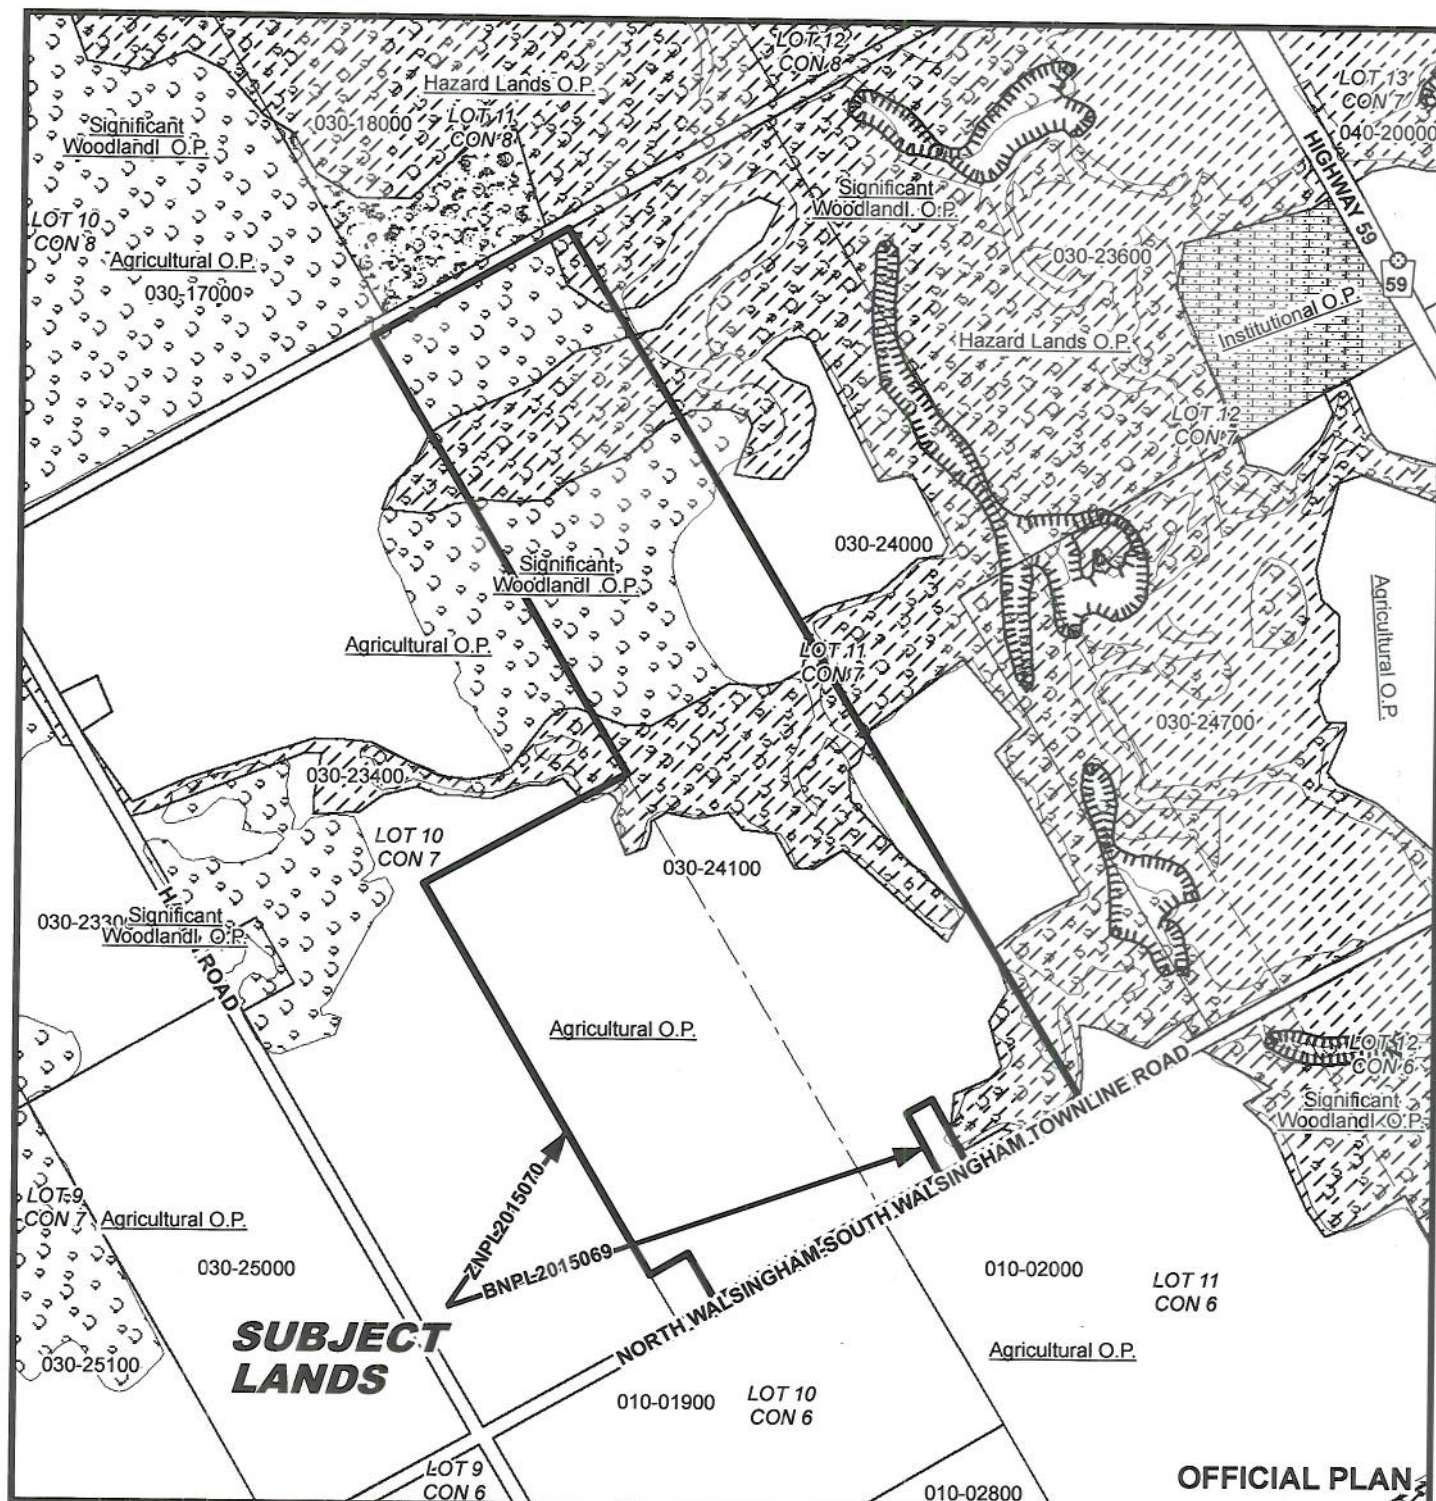 LOT 12
CON 8
Hazard Lands O.P.
LOT 13
CON 7
040-20000
030-18000
LOT 11
CON 8
Significant
Woodlandl O.P.
HIGHWAY 59
Significant
Woodlandl O.P.
LOT 10
CON 8
Agricultural O.P.
030-17000
030-23600
59
Institutional O.P.
Hazard Lands O.P.
LOT 12
CON 7
030-24000
Significant
Woodlandl O.P.
Agricultural O.P.
Agricultural O.P.
LOT 11
CON 7
030-24700
030-23400
LOT 10
CON 7
030-24100
030-2330
Significant
Woodlandl O.P.
ROAD
Agricultural O.P.
LOT 12
CON 6
Significant
Woodlandl O.P.
NORTH WALSINGHAM-SOUTH WALSINGHAM TOWNLINE ROAD
LOT 9
CON 7
Agricultural O.P.
ZNPL-2015070
BNPL-2015069
030-25000
010-02000
LOT 11
CON 6
SUBJECT
LANDS
030-25100
Agricultural O.P.
010-01900
LOT 10
CON 6
LOT 9
CON 6
010-02800
OFFICIAL PLAN